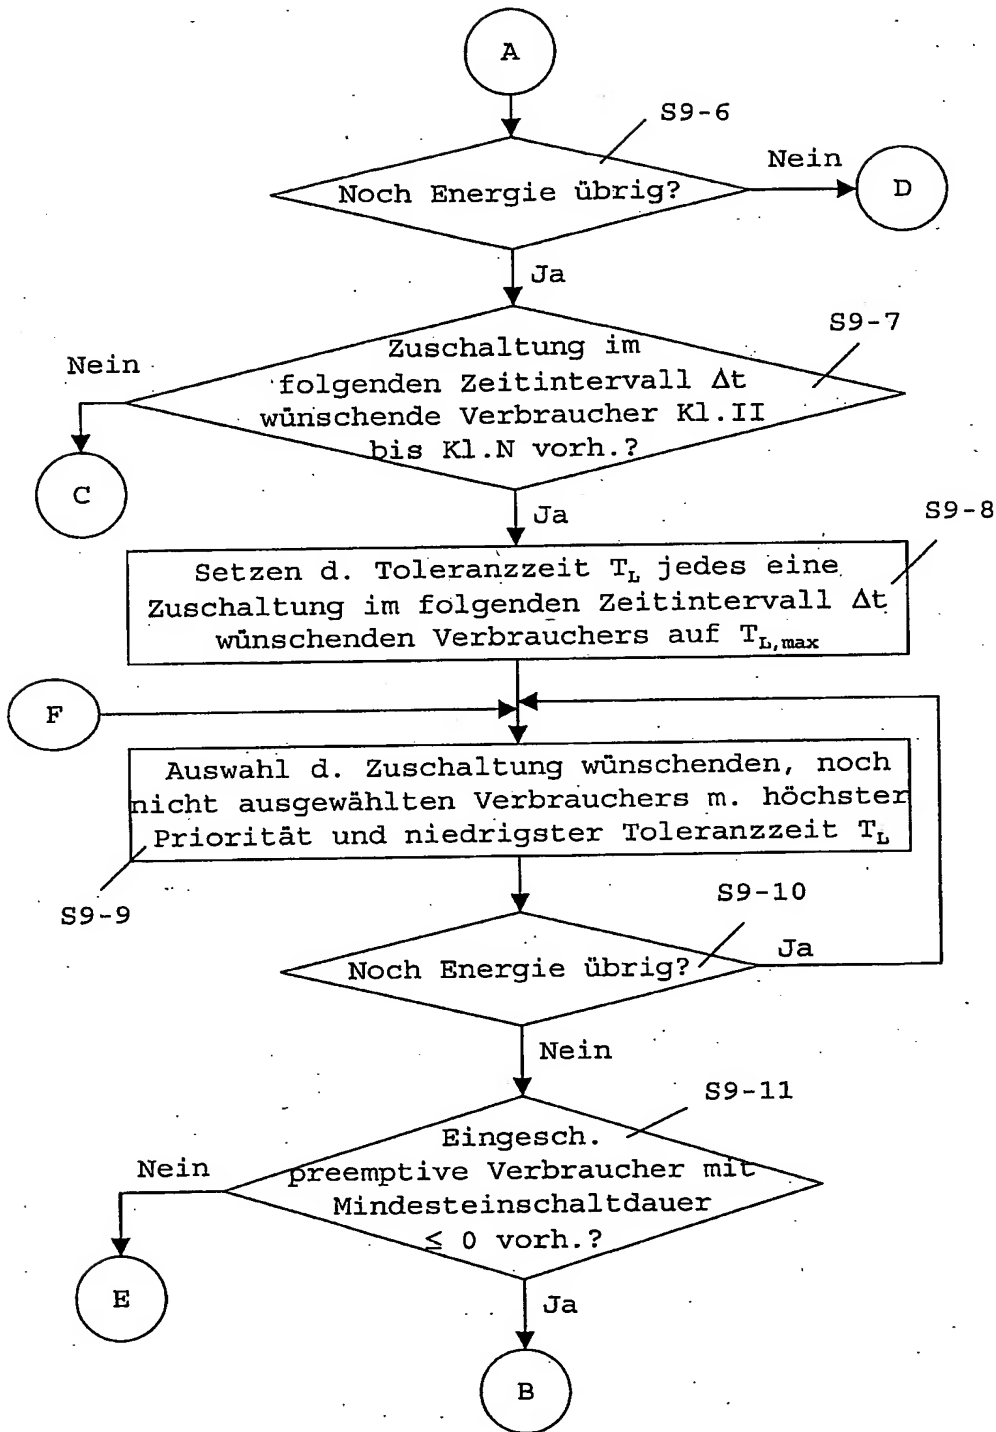 A
S9-6
Nein
Noch Energie übrig?
D
Ja
S9-7
Nein
Zuschaltung im
folgenden Zeitintervall Δt
wünschende Verbraucher Kl.II
bis Kl.N vorh.?
C
Ja
S9-8
Setzen d. Toleranzzeit T_L jedes eine
Zuschaltung im folgenden Zeitintervall Δt
wünschenden Verbrauchers auf T_L,max
F
Auswahl d. Zuschaltung wünschenden, noch
nicht ausgewählten Verbrauchers m. höchster
Priorität und niedrigster Toleranzzeit T_L
S9-9
S9-10
Noch Energie übrig?
Ja
Nein
S9-11
Nein
Eingesch.
preemptive Verbraucher mit
Mindesteinschaltdauer
≤ 0 vorh.?
E
Ja
B